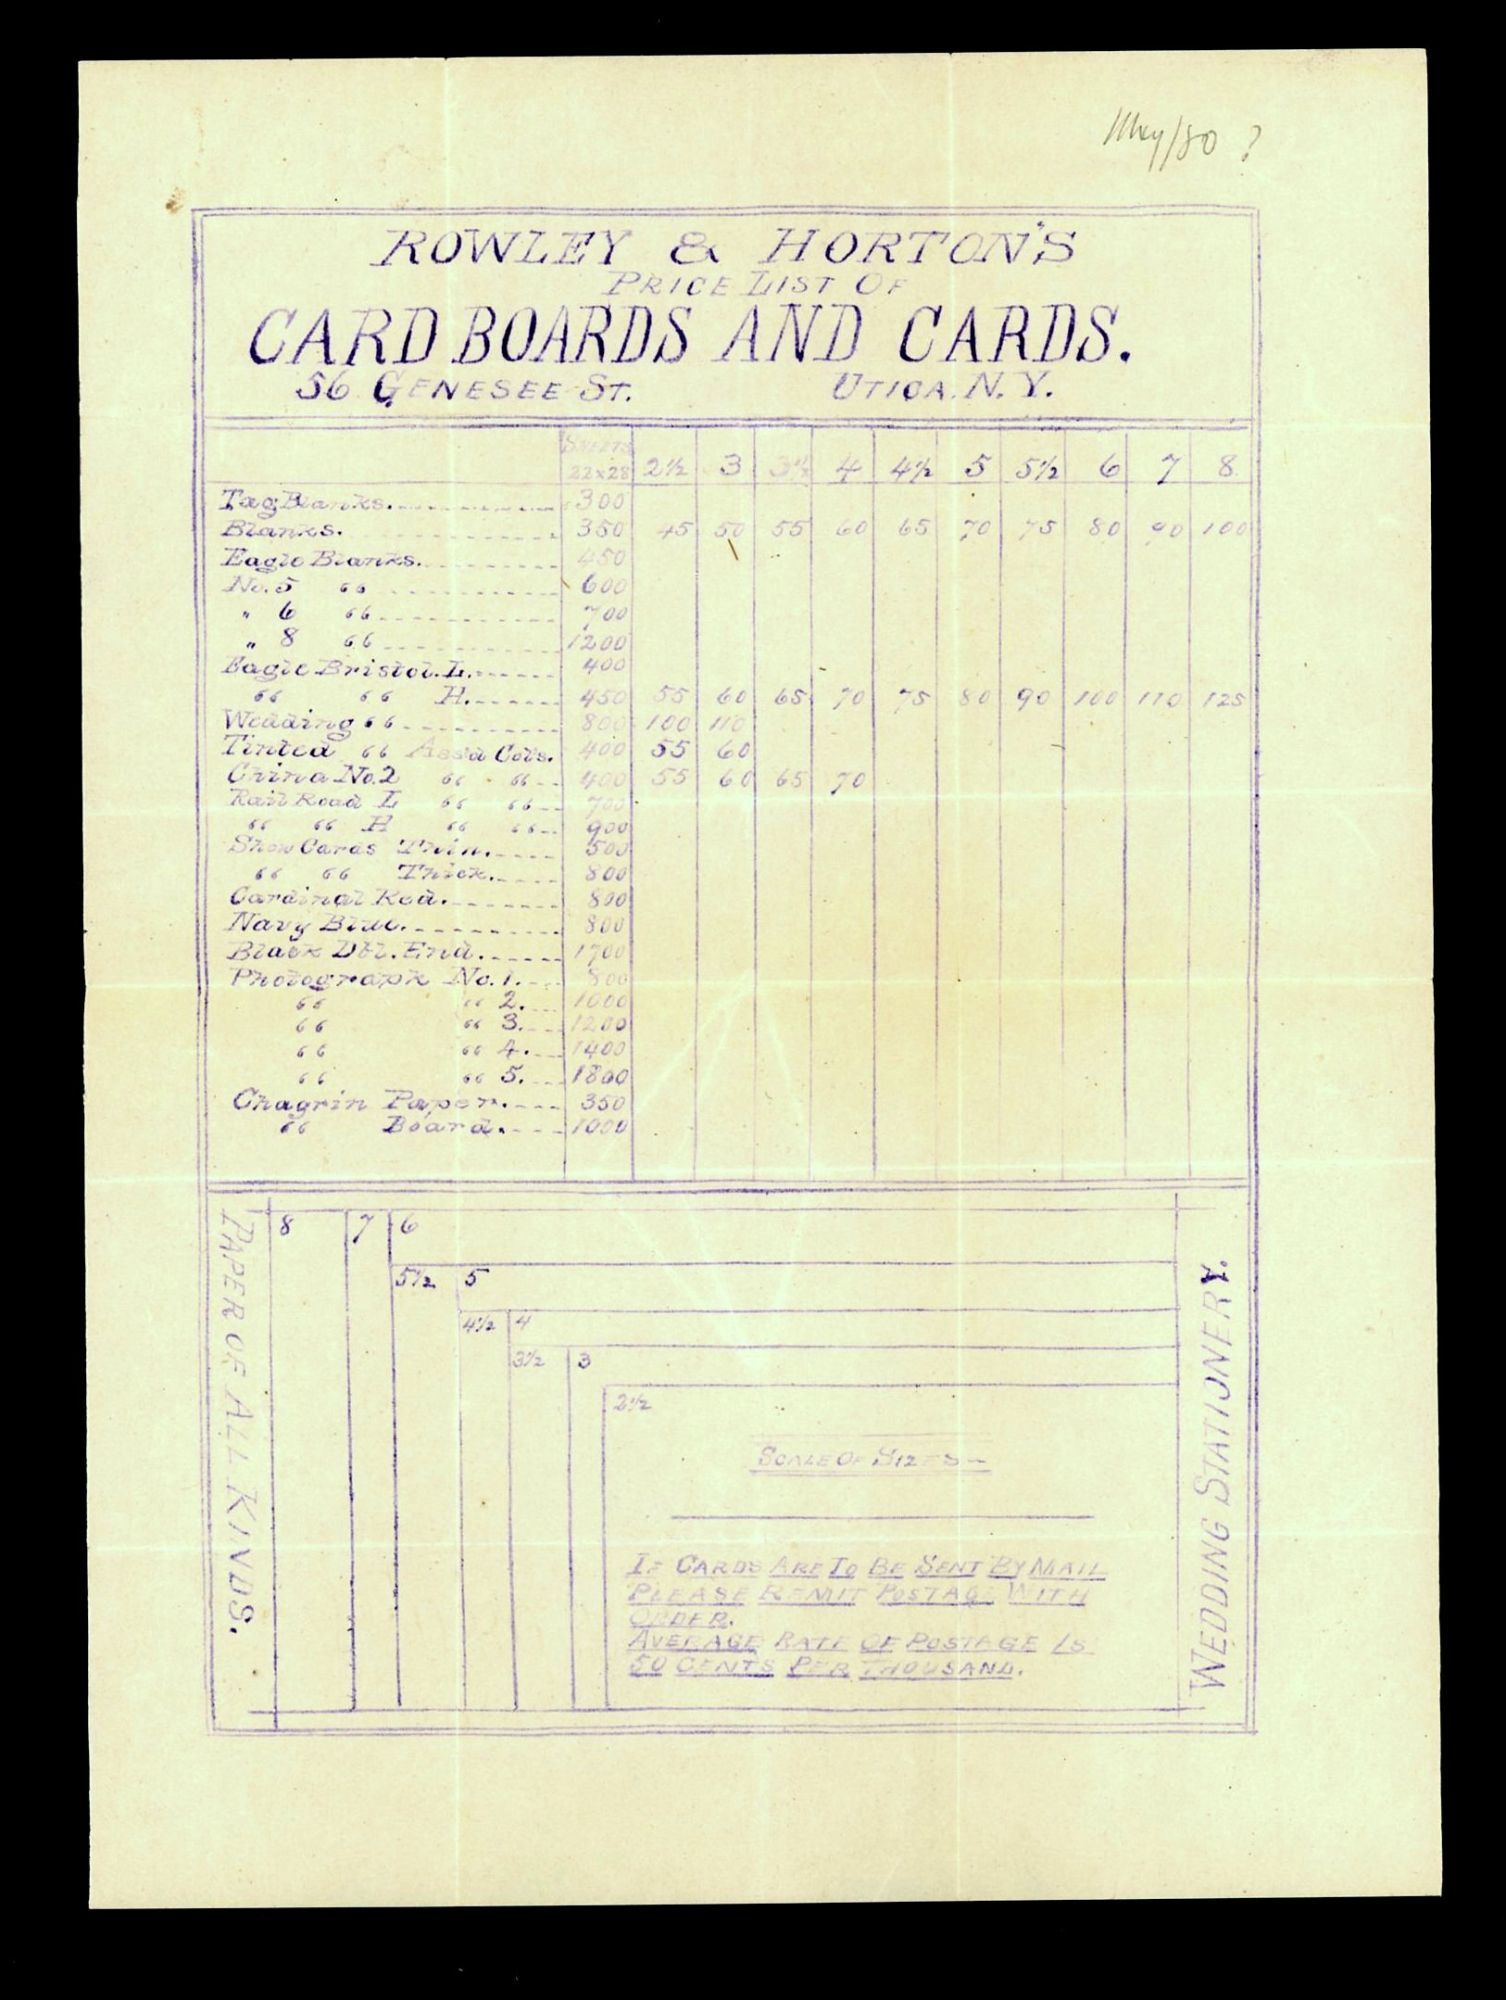 May/80 ?
ROWLEY & HORTON'S
PRICE LIST OF
CARD BOARDS AND CARDS.
56 GENESEE ST. UTICA. N.Y.
SHEETS 22x28 2½ 3 3½ 4 4½ 5 5½ 6 7 8
Tag Blanks. 300
Blanks. 350 45 50 55 60 65 70 75 80 90 100
Eagle Blanks. 450
No. 5 “ 600
" 6 “ 700
" 8 “ 1200
Eagle Bristol. L. 400
“ “ H. 450 55 60 65 70 75 80 90 100 110 125
Wedding “ 800 100 110
Tinted “ Ass'd Cols. 400 55 60
China No. 2 “ “ 400 55 60 65 70
Rail Road L “ “ 700
“ “ H “ “ 900
Show Cards Thin. 500
“ “ Thick. 800
Cardinal Red. 800
Navy Blue. 800
Black Dbl. End. 1700
Photograph No. 1. 800
“ “ 2. 1000
“ “ 3. 1200
“ “ 4. 1400
“ “ 5. 1800
Chagrin Paper. 350
“ Board. 1000
PAPER OF ALL KINDS.
8 7 6
5½ 5
4½ 4
3½ 3
2½
SCALE OF SIZES
IF CARDS ARE TO BE SENT BY MAIL
PLEASE REMIT POSTAGE WITH
ORDER.
AVERAGE RATE OF POSTAGE IS
50 CENTS PER THOUSAND.
WEDDING STATIONERY.